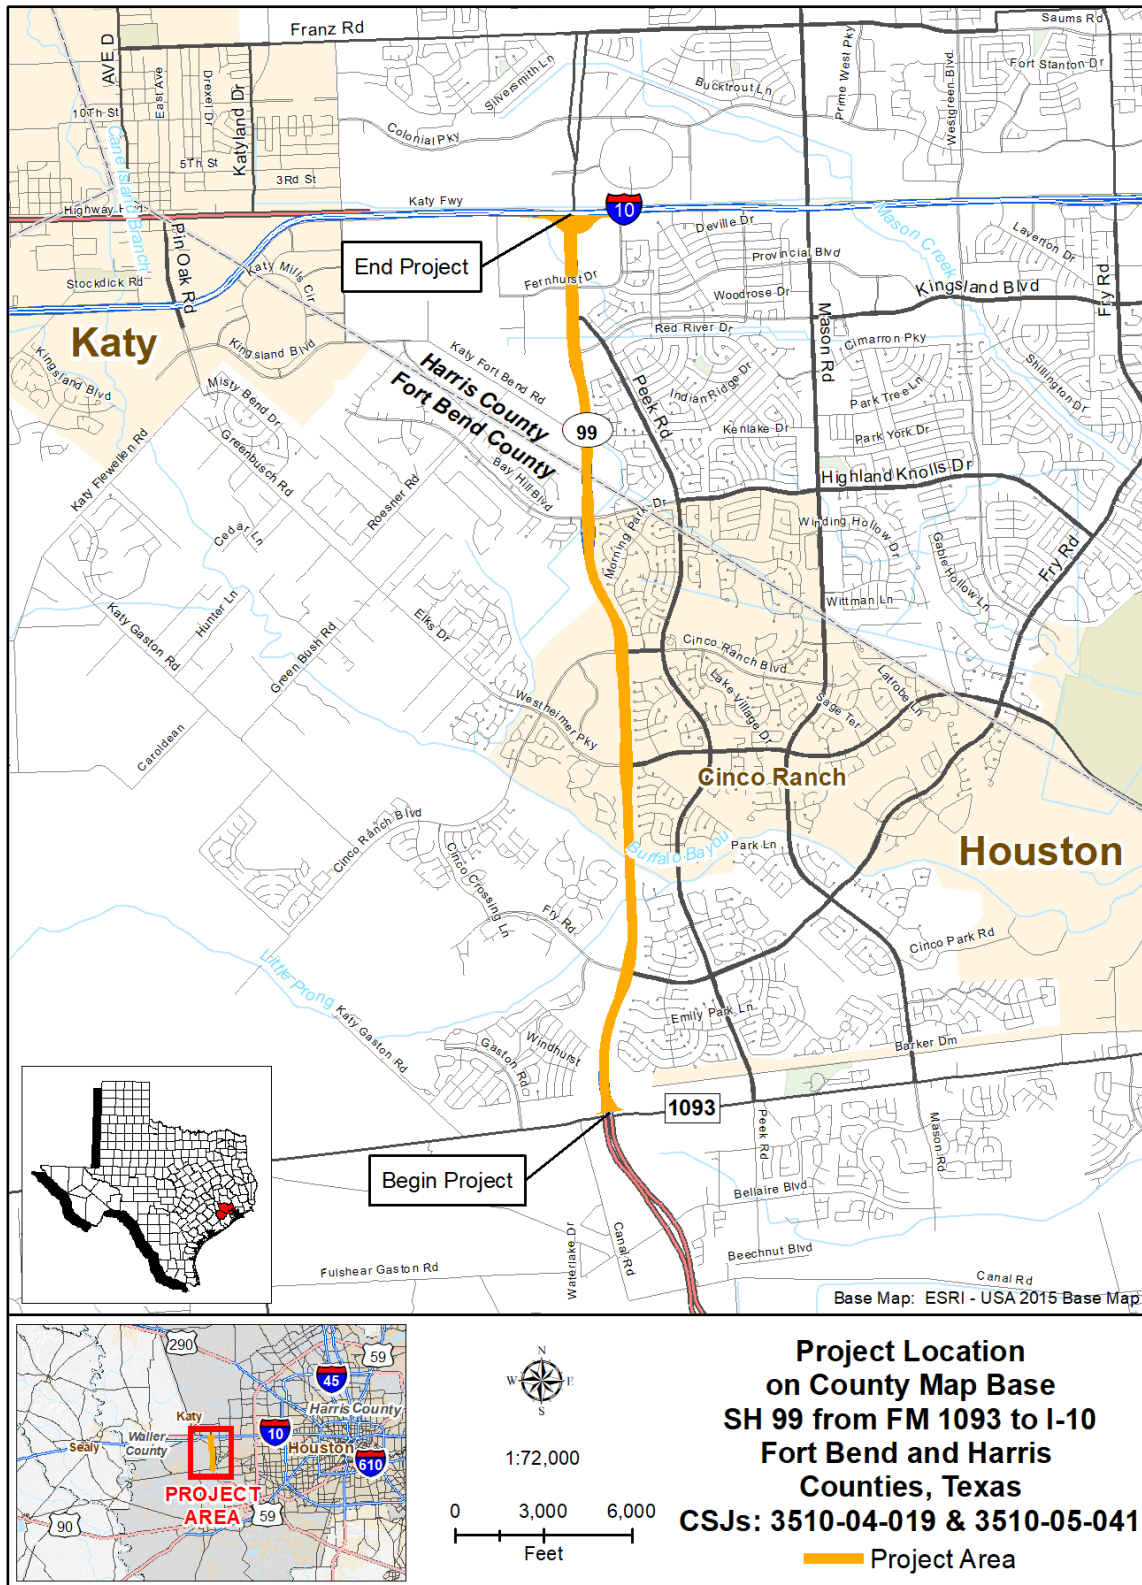 Franz Rd
Saums Rd
AVE D
East Ave
Drexel Dr
Katyland Dr
Silversmith Ln
Bucktrout Ln
Prime West Pky
Westgreen Blvd
Fort Stanton Dr
10Th St
Colonial Pky
5Th St
3Rd St
Cane Island Branch
Katy Fwy
10
Deville Dr
Mason Creek
Laverton Dr
Fry Rd
Pin Oak Rd
End Project
Provincial Blvd
Stockdick Rd
Katy Mills Cir
Fernhurst Dr
Woodrose Dr
Kingsland Blvd
Mason Rd
Red River Dr
Katy
Kingsland Blvd
Kingsland Blvd
Katy Fort Bend Rd
Cimarron Pky
Harris County
Fort Bend County
Peek Rd
Indian Ridge Dr
Park Tree Ln
Shillington Dr
Misty Bend Dr
99
Kenlake Dr
Park York Dr
Greenbusch Rd
Katy Flewellen Rd
Roesner Rd
Bay Hill Blvd
Highland Knolls Dr
Morning Park Dr
Winding Hollow Dr
Cedar Ln
Gable Hollow Ln
Fry Rd
Hunter Ln
Katy Gaston Rd
Elks Dr
Wittman Ln
Green Bush Rd
Cinco Ranch Blvd
Lake Village Dr
Sage Ter
Latrobe Ln
Westheimer Pky
Caroldean
Cinco Ranch
Cinco Ranch Blvd
Cinco Crossing Ln
Buffalo Bayou
Park Ln
Houston
Fry Rd
Cinco Park Rd
Little Prong
Katy Gaston Rd
Emily Park Ln
Windhurst
Gaston Rd
Barker Dm
1093
Peek Rd
Mason Rd
Begin Project
Bellaire Blvd
Waterlake Dr
Canal Rd
Beechnut Blvd
Fulshear Gaston Rd
Canal Rd
Base Map:  ESRI - USA 2015 Base Map
290
59
45
Harris County
Katy
Waller
County
10
Sealy
Houston
610
PROJECT
AREA
59
90
N
W
E
S
1:72,000
0
3,000
6,000
Feet
Project Location
on County Map Base
SH 99 from FM 1093 to I-10
Fort Bend and Harris
Counties, Texas
CSJs: 3510-04-019 & 3510-05-041
Project Area